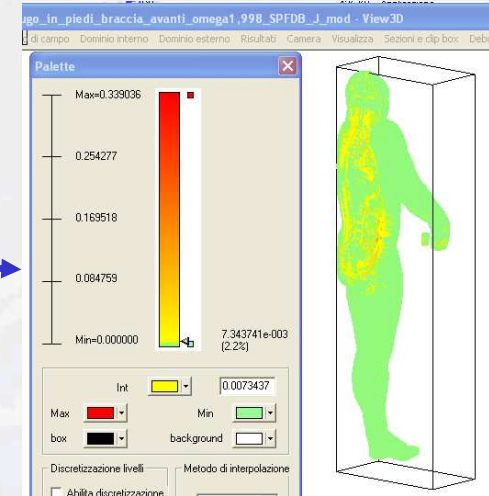 ugo_in_piedi_braccia_avanti_omega1,998_SPFDB_J_mod - View3D
di campo Dominio interno Dominio esterno Risultati Camera Visualizza Sezioni e clip box
Palette
Max=0.339036
0.254277
0.169518
0.084759
Min=0.000000
7.343741e-003
(2.2%)
Int 0.0073437
Max Min
box background
Discretizzazione livelli Metodo di interpolazione
Abilita discretizzazione